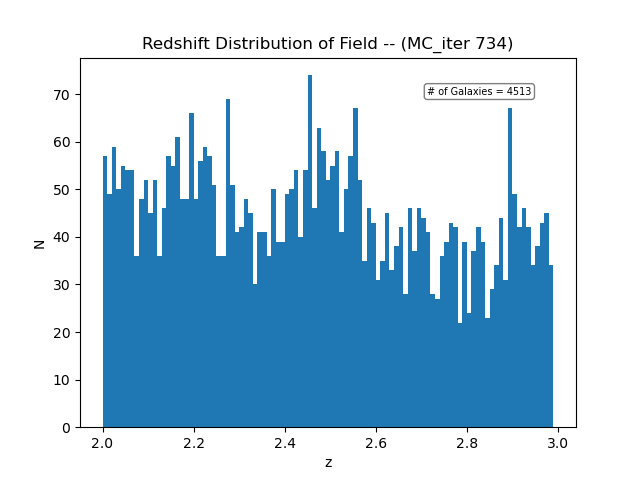 Redshift Distribution of Field -- (MC_iter 734)
# of Galaxies = 4513
70
60
50
40
30
20
10
0
N
2.0 2.2 2.4 2.6 2.8 3.0
z